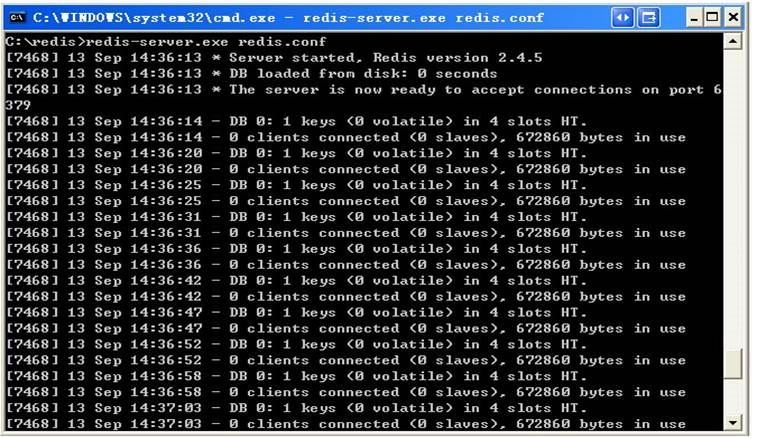 C:\WINDOWS\system32\cmd.exe - redis-server.exe redis.conf
C:\redis>redis-server.exe redis.conf
[7468] 13 Sep 14:36:13 * Server started, Redis version 2.4.5
[7468] 13 Sep 14:36:13 * DB loaded from disk: 0 seconds
[7468] 13 Sep 14:36:13 * The server is now ready to accept connections on port 6
379
[7468] 13 Sep 14:36:14 - DB 0: 1 keys (0 volatile) in 4 slots HT.
[7468] 13 Sep 14:36:14 - 0 clients connected (0 slaves), 672860 bytes in use
[7468] 13 Sep 14:36:20 - DB 0: 1 keys (0 volatile) in 4 slots HT.
[7468] 13 Sep 14:36:20 - 0 clients connected (0 slaves), 672860 bytes in use
[7468] 13 Sep 14:36:25 - DB 0: 1 keys (0 volatile) in 4 slots HT.
[7468] 13 Sep 14:36:25 - 0 clients connected (0 slaves), 672860 bytes in use
[7468] 13 Sep 14:36:31 - DB 0: 1 keys (0 volatile) in 4 slots HT.
[7468] 13 Sep 14:36:31 - 0 clients connected (0 slaves), 672860 bytes in use
[7468] 13 Sep 14:36:36 - DB 0: 1 keys (0 volatile) in 4 slots HT.
[7468] 13 Sep 14:36:36 - 0 clients connected (0 slaves), 672860 bytes in use
[7468] 13 Sep 14:36:42 - DB 0: 1 keys (0 volatile) in 4 slots HT.
[7468] 13 Sep 14:36:42 - 0 clients connected (0 slaves), 672860 bytes in use
[7468] 13 Sep 14:36:47 - DB 0: 1 keys (0 volatile) in 4 slots HT.
[7468] 13 Sep 14:36:47 - 0 clients connected (0 slaves), 672860 bytes in use
[7468] 13 Sep 14:36:52 - DB 0: 1 keys (0 volatile) in 4 slots HT.
[7468] 13 Sep 14:36:52 - 0 clients connected (0 slaves), 672860 bytes in use
[7468] 13 Sep 14:36:58 - DB 0: 1 keys (0 volatile) in 4 slots HT.
[7468] 13 Sep 14:36:58 - 0 clients connected (0 slaves), 672860 bytes in use
[7468] 13 Sep 14:37:03 - DB 0: 1 keys (0 volatile) in 4 slots HT.
[7468] 13 Sep 14:37:03 - 0 clients connected (0 slaves), 672860 bytes in use